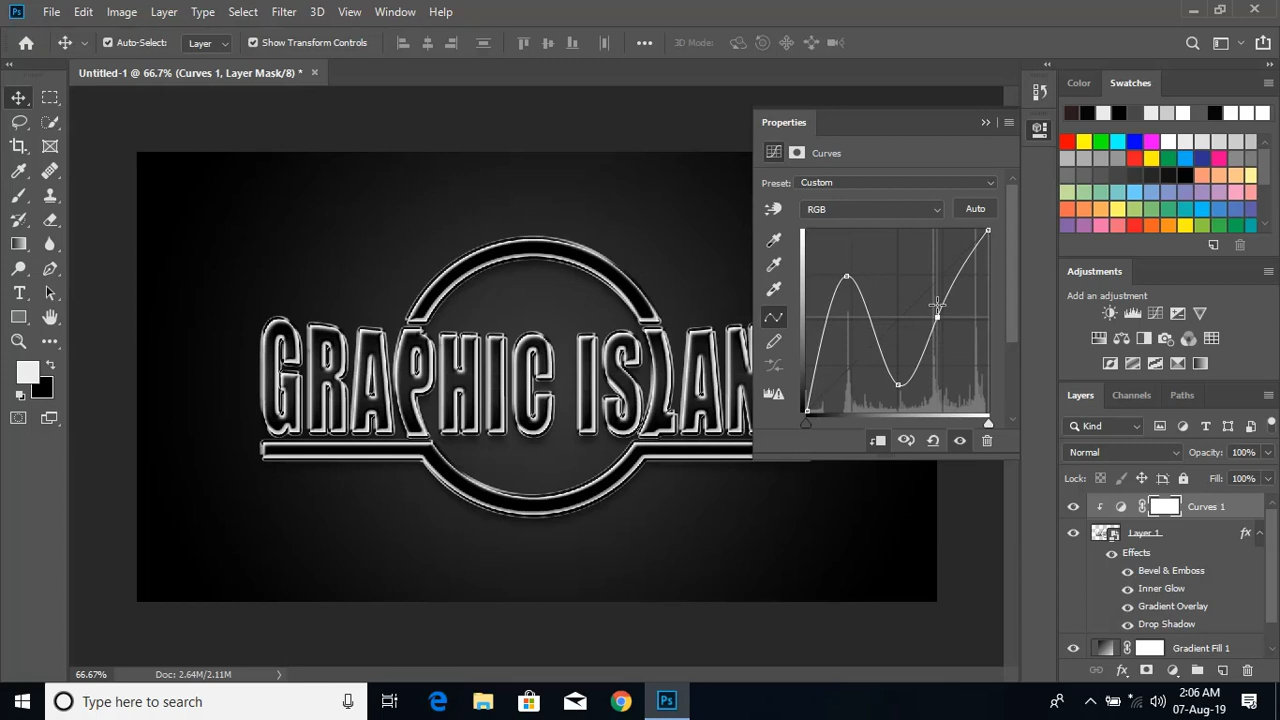 Ps File Edit Image Layer Type Select Filter 3D View Window Help
Auto-Select: Layer Show Transform Controls 3D Mode:
Untitled-1 @ 66.7% (Curves 1, Layer Mask/8) *
Properties
Curves
Preset: Custom
RGB Auto
Color Swatches
Adjustments
Add an adjustment
GRAPHIC ISLAN
Layers Channels Paths
Kind
Normal Opacity: 100%
Lock: Fill: 100%
Curves 1
Layer 1 fx
Effects
Bevel & Emboss
Inner Glow
Gradient Overlay
Drop Shadow
Gradient Fill 1
fx
66.67% Doc: 2.64M/2.11M
Type here to search
Ps
2:06 AM
07-Aug-19